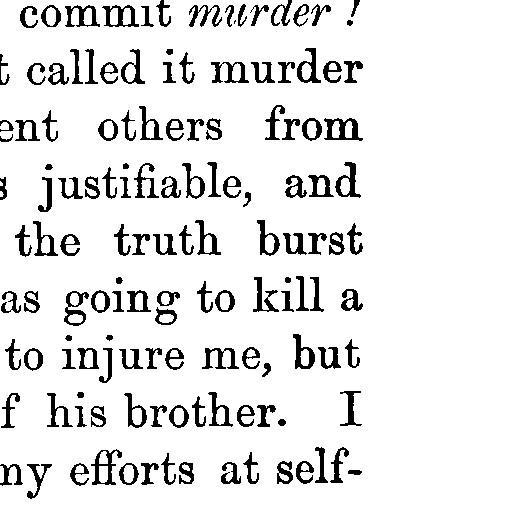 commit murder !
t called it murder
ent others from
s justifiable, and
the truth burst
as going to kill a
to injure me, but
f his brother. I
my efforts at self-